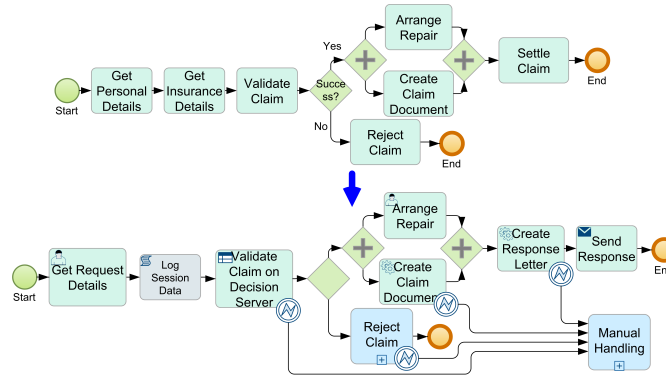 Start
Get
Personal
Details
Get
Insurance
Details
Validate
Claim
Succe
ss?
Yes
No
Arrange
Repair
Create
Claim
Document
Settle
Claim
End
Reject
Claim
End
Start
Get Request
Details
Log
Session
Data
Validate
Claim on
Decision
Server
Arrange
Repair
Create
Claim
Document
Create
Response
Letter
Send
Response
En
Reject
Claim
Manual
Handling